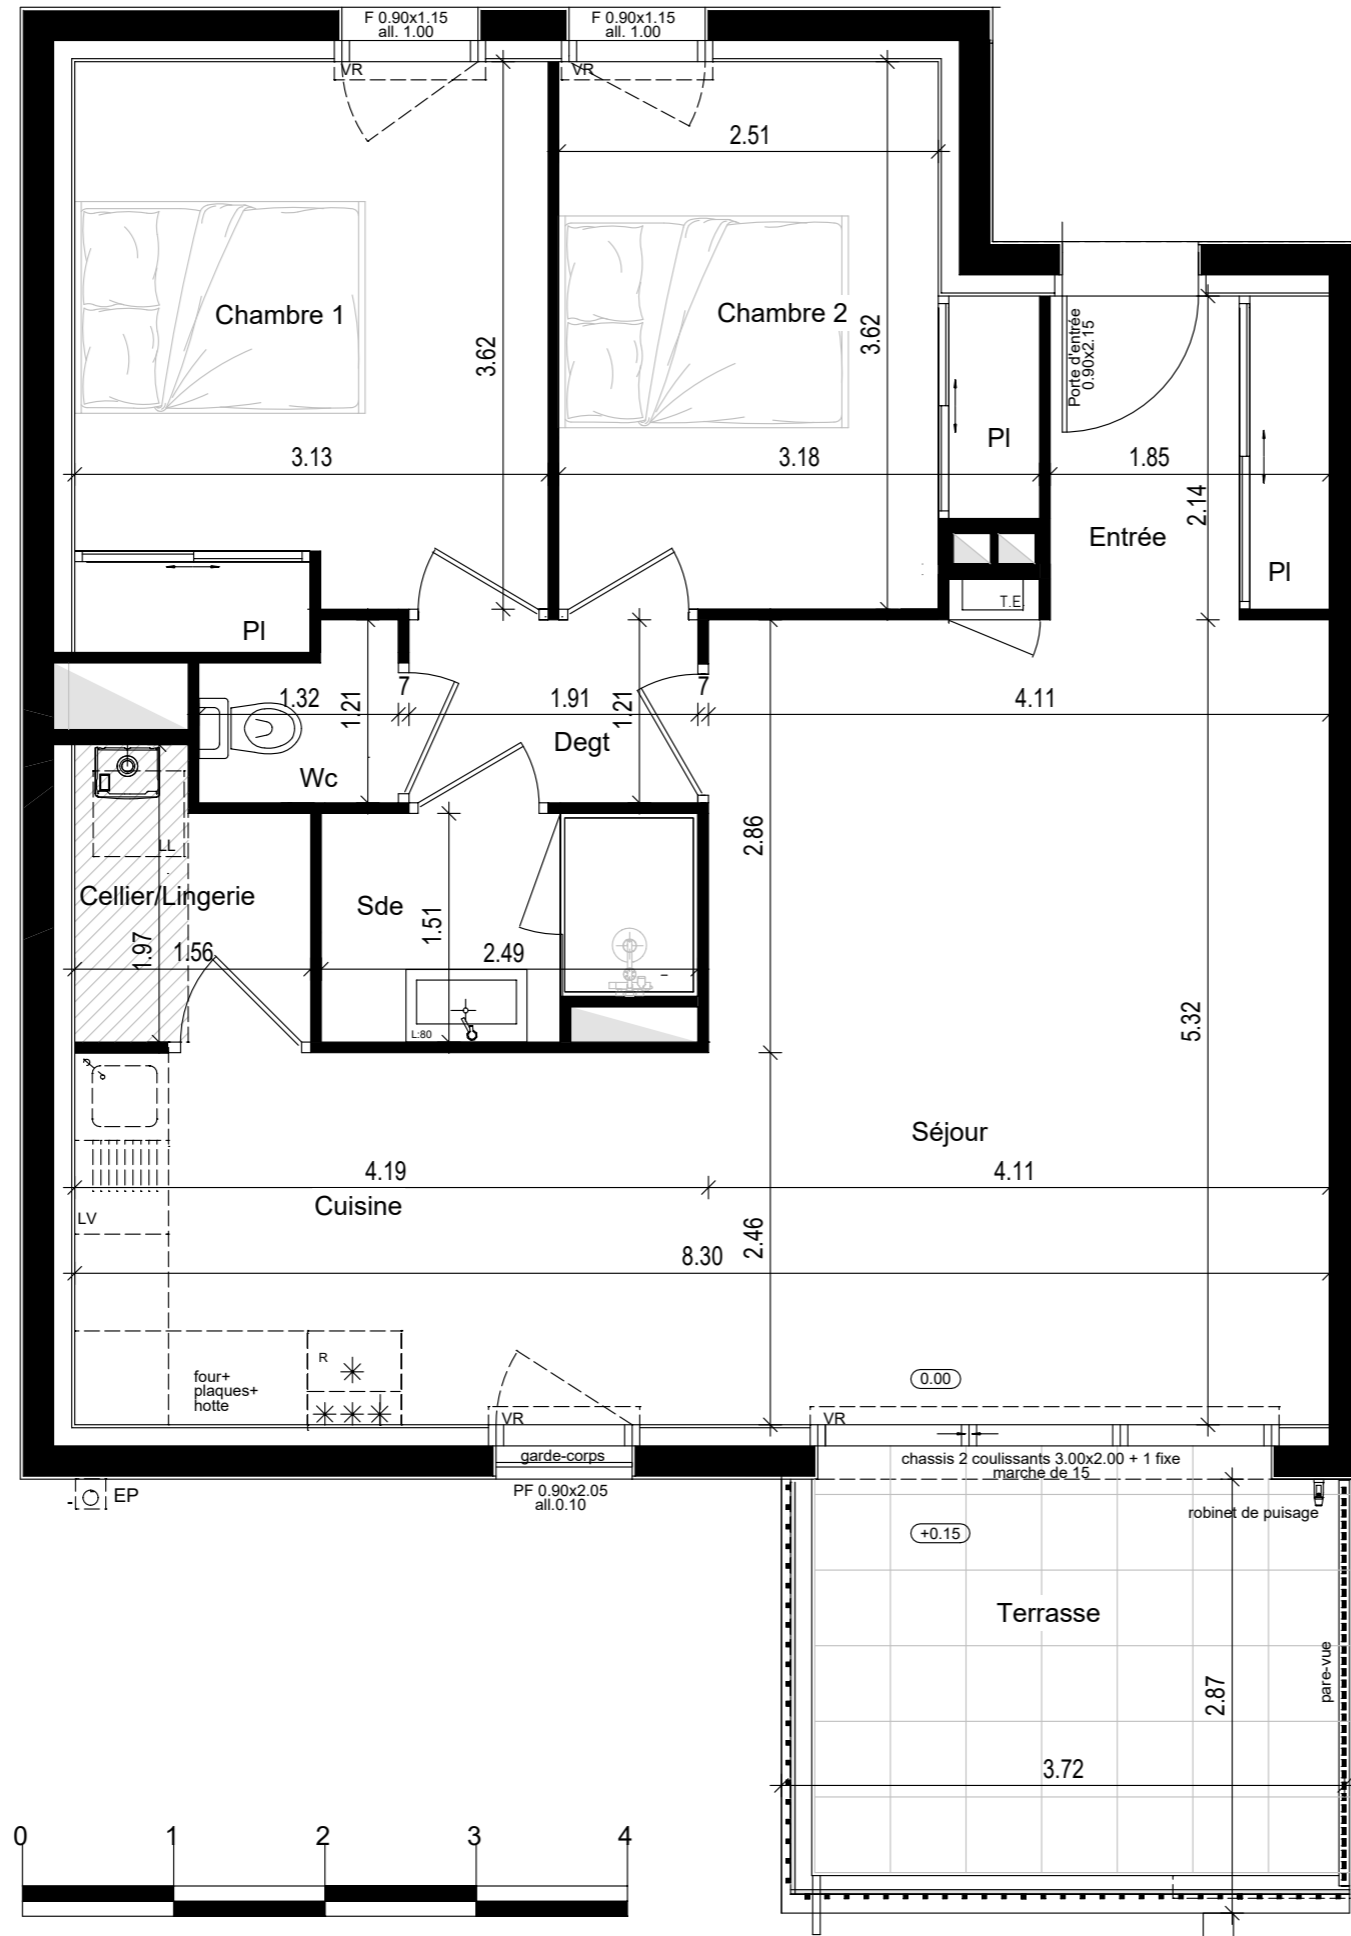 F 0.90x1.15
all. 1.00
F 0.90x1.15
all. 1.00
VR
VR
2.51
Chambre 1
Chambre 2
3.62
3.62
Porte d'entrée
0.90x2.15
Pl
3.13
3.18
1.85
2.14
Entrée
Pl
T.E.
Pl
1.32
1.21
7
1.91
1.21
7
4.11
Degt
Wc
LL
2.86
Cellier/Lingerie
Sde
1.97
1.56
1.51
2.49
L:80
5.32
Séjour
4.19
4.11
Cuisine
LV
2.46
8.30
R
four+
plaques+
hotte
0.00
VR
VR
garde-corps
chassis 2 coulissants 3.00x2.00 + 1 fixe
marche de 15
EP
PF 0.90x2.05
all.0.10
robinet de puisage
+0.15
Terrasse
pare-vue
2.87
3.72
0 1 2 3 4